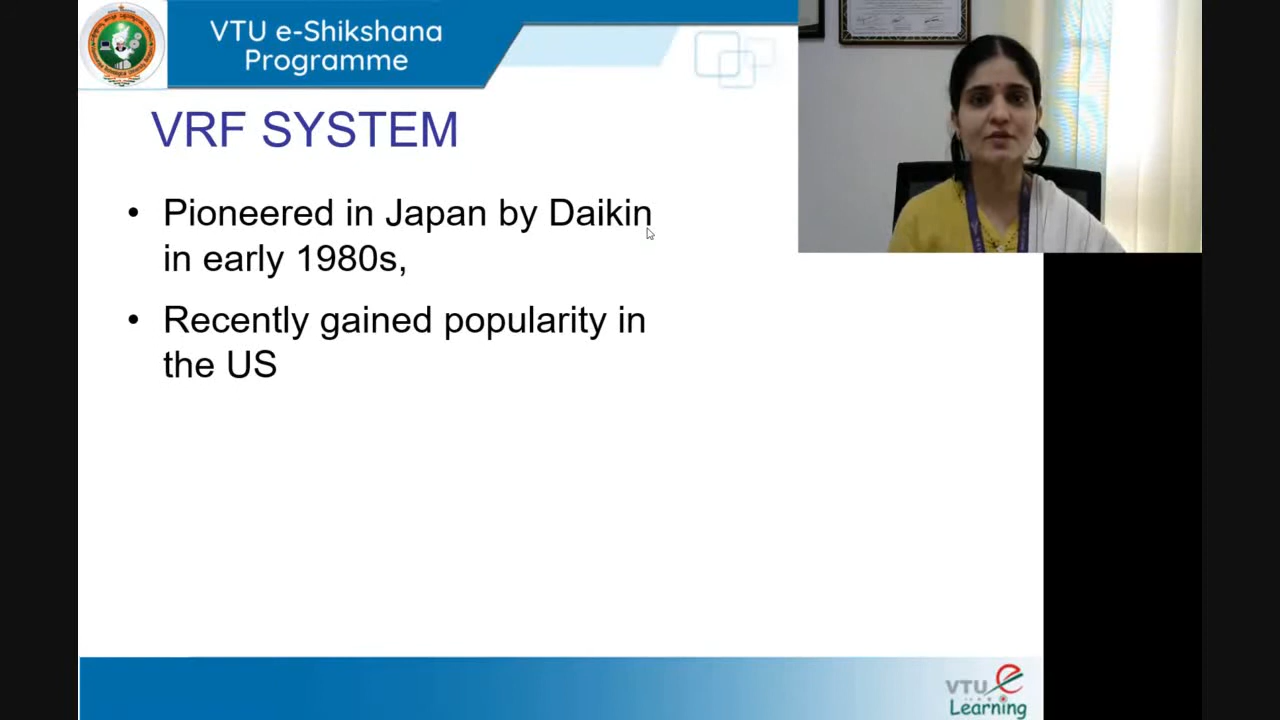 VTU e-Shikshana
Programme
VRF SYSTEM
• Pioneered in Japan by Daikin
in early 1980s,
• Recently gained popularity in
the US
VTU e
Learning